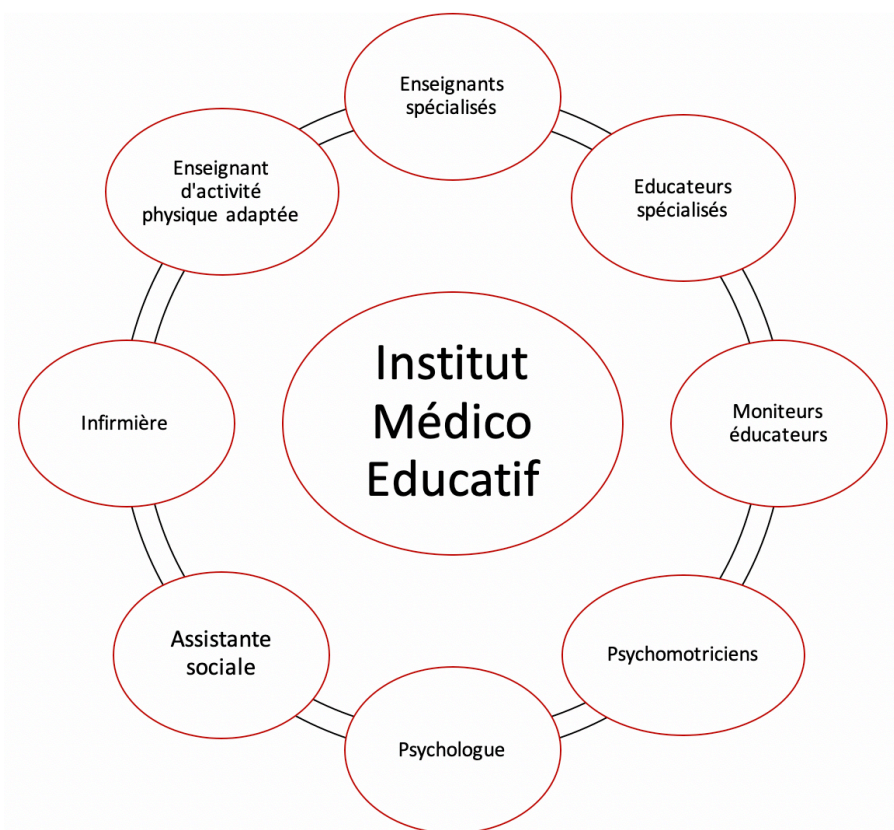 Enseignants
spécialisés
Educateurs
spécialisés
Moniteurs
éducateurs
Psychomotriciens
Psychologue
Assistante
sociale
Infirmière
Enseignant
d'activité
physique adaptée
Institut
Médico
Educatif